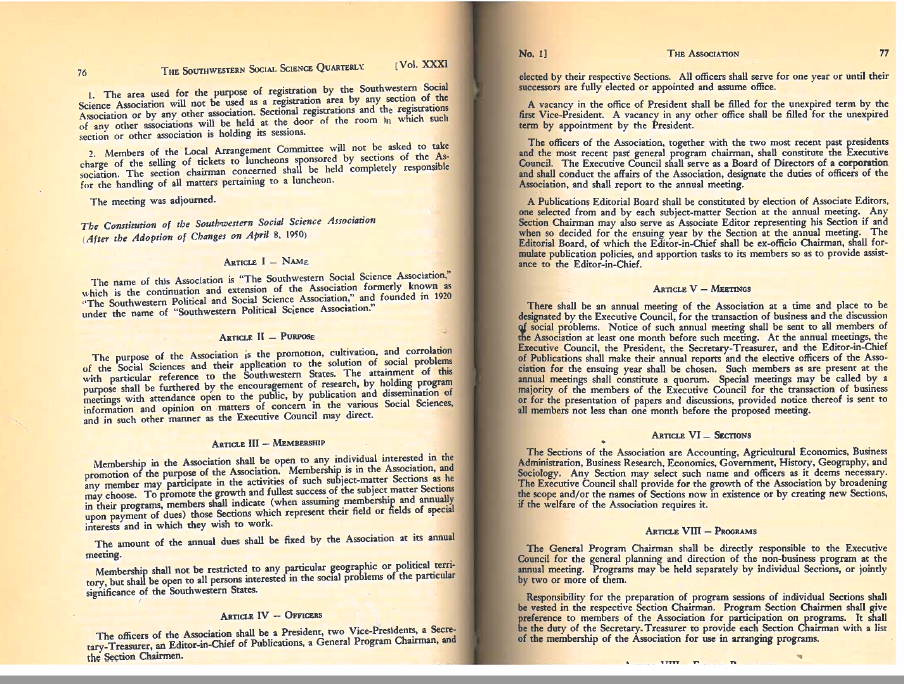 76 THE SOUTHWESTERN SOCIAL SCIENCE QUARTERLY [Vol. XXXI
1. The area used for the purpose of registration by the Southwestern Social
Science Association will not be used as a registration area by any section of the
Association or by any other association. Sectional registrations and the registrations
of any other associations will be held at the door of the room in which such
section or other association is holding its sessions.
2. Members of the Local Arrangement Committee will not be asked to take
charge of the selling of tickets to luncheons sponsored by sections of the As-
sociation. The section chairman concerned shall be held completely responsible
for the handling of all matters pertaining to a luncheon.
The meeting was adjourned.
The Constitution of the Southwestern Social Science Association
(After the Adoption of Changes on April 8, 1950)
ARTICLE I — NAME
The name of this Association is "The Southwestern Social Science Association,"
which is the continuation and extension of the Association formerly known as
"The Southwestern Political and Social Science Association," and founded in 1920
under the name of "Southwestern Political Science Association."
ARTICLE II — PURPOSE
The purpose of the Association is the promotion, cultivation, and correlation
of the Social Sciences and their application to the solution of social problems
with particular reference to the Southwestern States. The attainment of this
purpose shall be furthered by the encouragement of research, by holding program
meetings with attendance open to the public, by publication and dissemination of
information and opinion on matters of concern in the various Social Sciences,
and in such other manner as the Executive Council may direct.
ARTICLE III — MEMBERSHIP
Membership in the Association shall be open to any individual interested in the
promotion of the purpose of the Association. Membership is in the Association, and
any member may participate in the activities of such subject-matter Sections as he
may choose. To promote the growth and fullest success of the subject matter Sections
in their programs, members shall indicate (when assuming membership and annually
upon payment of dues) those Sections which represent their field or fields of special
interests and in which they wish to work.
The amount of the annual dues shall be fixed by the Association at its annual
meeting.
Membership shall not be restricted to any particular geographic or political terri-
tory, but shall be open to all persons interested in the social problems of the particular
significance of the Southwestern States.
ARTICLE IV — OFFICERS
The officers of the Association shall be a President, two Vice-Presidents, a Secre-
tary-Treasurer, an Editor-in-Chief of Publications, a General Program Chairman, and
the Section Chairmen.
No. 1] THE ASSOCIATION 77
elected by their respective Sections. All officers shall serve for one year or until their
successors are fully elected or appointed and assume office.
A vacancy in the office of President shall be filled for the unexpired term by the
first Vice-President. A vacancy in any other office shall be filled for the unexpired
term by appointment by the President.
The officers of the Association, together with the two most recent past presidents
and the most recent past general program chairman, shall constitute the Executive
Council. The Executive Council shall serve as a Board of Directors of a corporation
and shall conduct the affairs of the Association, designate the duties of officers of the
Association, and shall report to the annual meeting.
A Publications Editorial Board shall be constituted by election of Associate Editors,
one selected from and by each subject-matter Section at the annual meeting. Any
Section Chairman may also serve as Associate Editor representing his Section if and
when so decided for the ensuing year by the Section at the annual meeting. The
Editorial Board, of which the Editor-in-Chief shall be ex-officio Chairman, shall for-
mulate publication policies, and apportion tasks to its members so as to provide assist-
ance to the Editor-in-Chief.
ARTICLE V — MEETINGS
There shall be an annual meeting of the Association at a time and place to be
designated by the Executive Council, for the transaction of business and the discussion
of social problems. Notice of such annual meeting shall be sent to all members of
the Association at least one month before such meeting. At the annual meetings, the
Executive Council, the President, the Secretary-Treasurer, and the Editor-in-Chief
of Publications shall make their annual reports and the elective officers of the Asso-
ciation for the ensuing year shall be chosen. Such members as are present at the
annual meetings shall constitute a quorum. Special meetings may be called by a
majority of the members of the Executive Council for the transaction of business
or for the presentation of papers and discussions, provided notice thereof is sent to
all members not less than one month before the proposed meeting.
ARTICLE VI — SECTIONS
The Sections of the Association are Accounting, Agricultural Economics, Business
Administration, Business Research, Economics, Government, History, Geography, and
Sociology. Any Section may select such name and officers as it deems necessary.
The Executive Council shall provide for the growth of the Association by broadening
the scope and/or the names of Sections now in existence or by creating new Sections,
if the welfare of the Association requires it.
ARTICLE VIII — PROGRAMS
The General Program Chairman shall be directly responsible to the Executive
Council for the general planning and direction of the non-business program at the
annual meeting. Programs may be held separately by individual Sections, or jointly
by two or more of them.
Responsibility for the preparation of program sessions of individual Sections shall
be vested in the respective Section Chairman. Program Section Chairmen shall give
preference to members of the Association for participation on programs. It shall
be the duty of the Secretary-Treasurer to provide each Section Chairman with a list
of the membership of the Association for use in arranging programs.